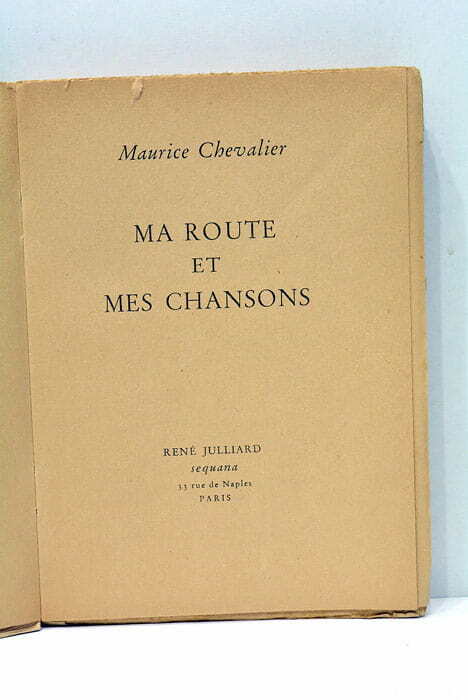 Maurice Chevalier
MA ROUTE
ET
MES CHANSONS
RENÉ JULLIARD
sequana
33 rue de Naples
PARIS